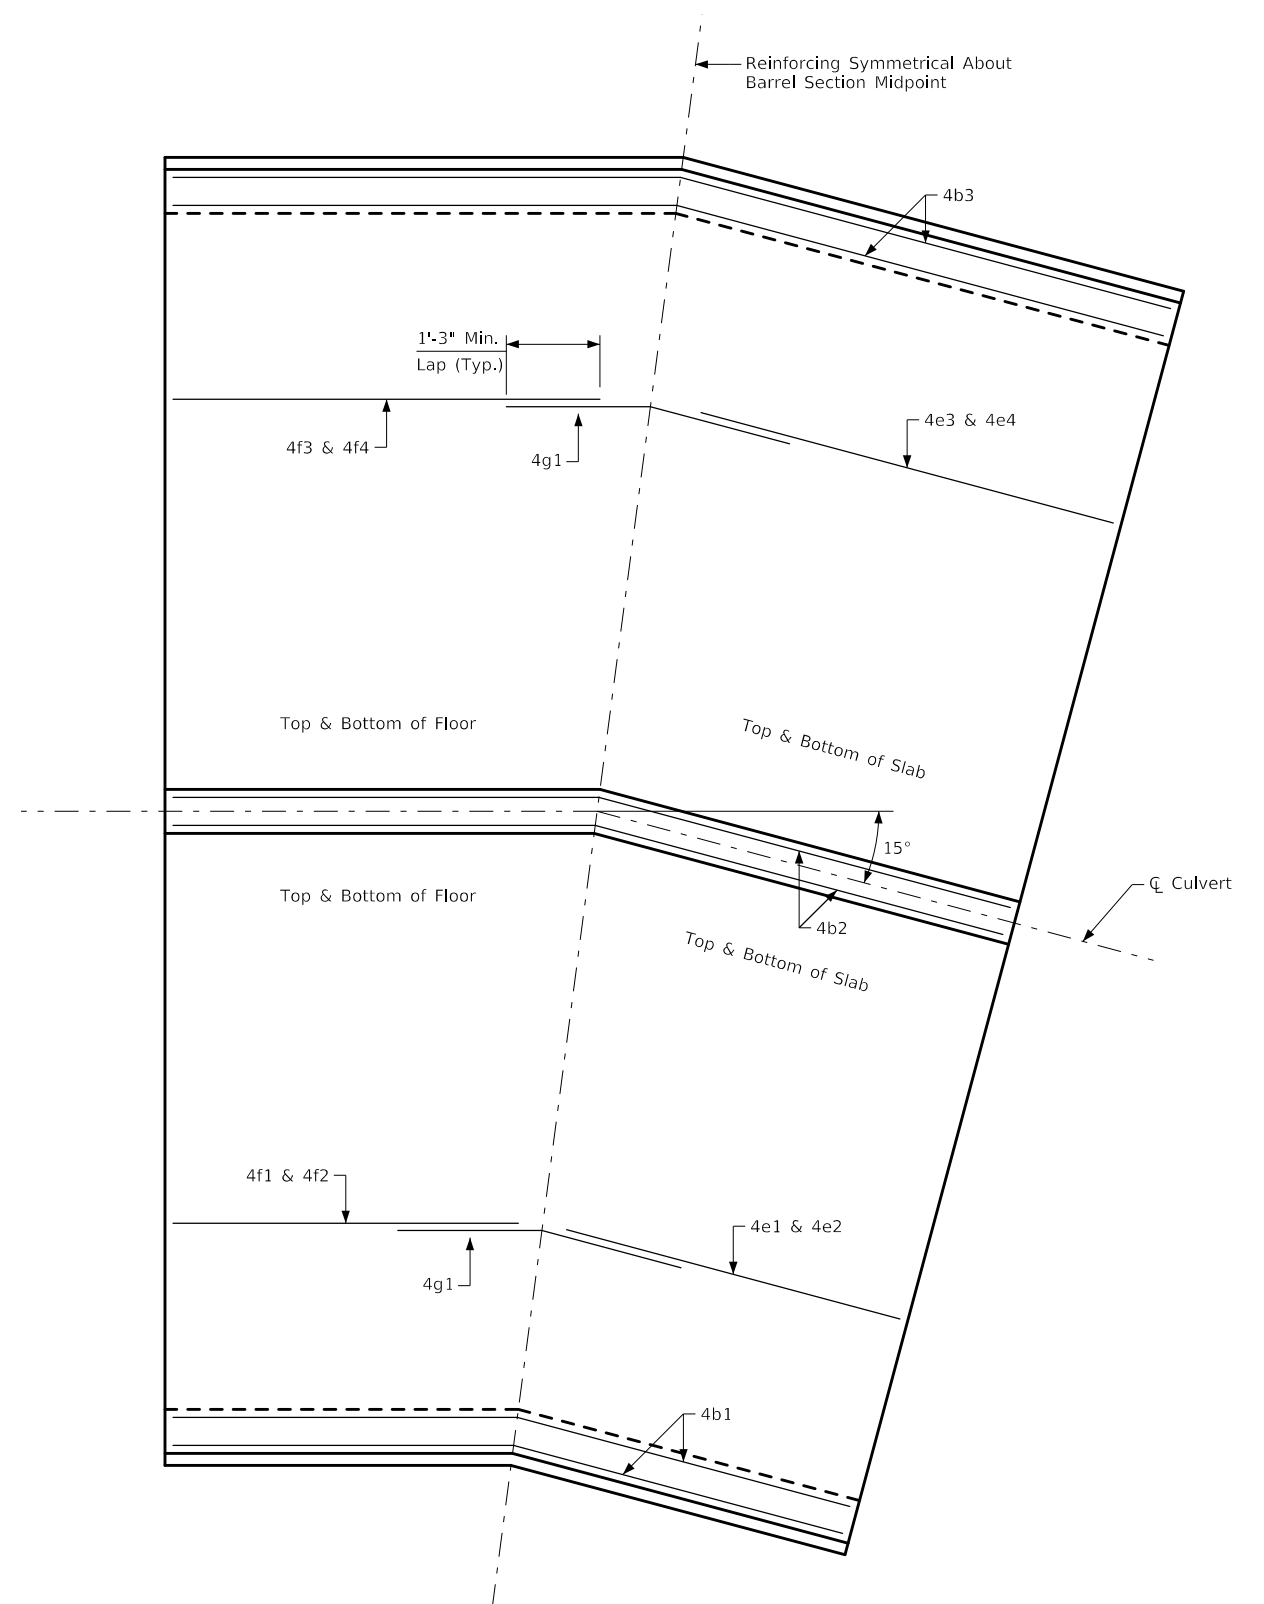 Reinforcing Symmetrical About
Barrel Section Midpoint
4b3
1'-3" Min.
Lap (Typ.)
4e3 & 4e4
4f3 & 4f4
4g1
Top & Bottom of Floor
Top & Bottom of Slab
15°
℄ Culvert
Top & Bottom of Floor
4b2
Top & Bottom of Slab
4f1 & 4f2
4e1 & 4e2
4g1
4b1